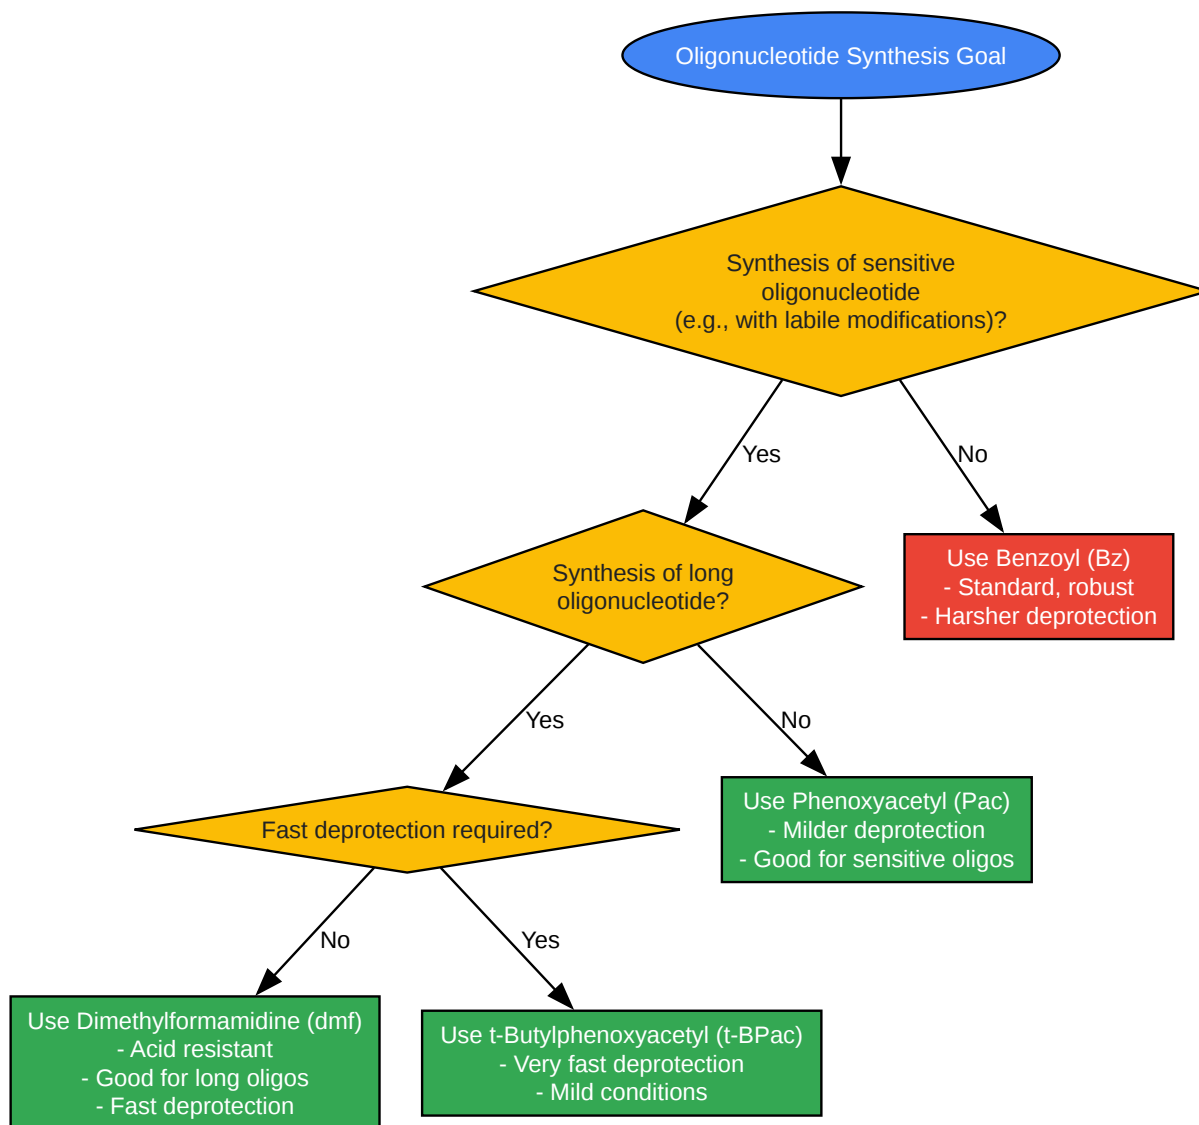 Oligonucleotide Synthesis Goal
Synthesis of sensitive
oligonucleotide
(e.g., with labile modifications)?
Yes
No
Synthesis of long
oligonucleotide?
Use Benzoyl (Bz)
- Standard, robust
- Harsher deprotection
Yes
No
Fast deprotection required?
Use Phenoxyacetyl (Pac)
- Milder deprotection
- Good for sensitive oligos
No
Yes
Use Dimethylformamidine (dmf)
- Acid resistant
- Good for long oligos
- Fast deprotection
Use t-Butylphenoxyacetyl (t-BPac)
- Very fast deprotection
- Mild conditions